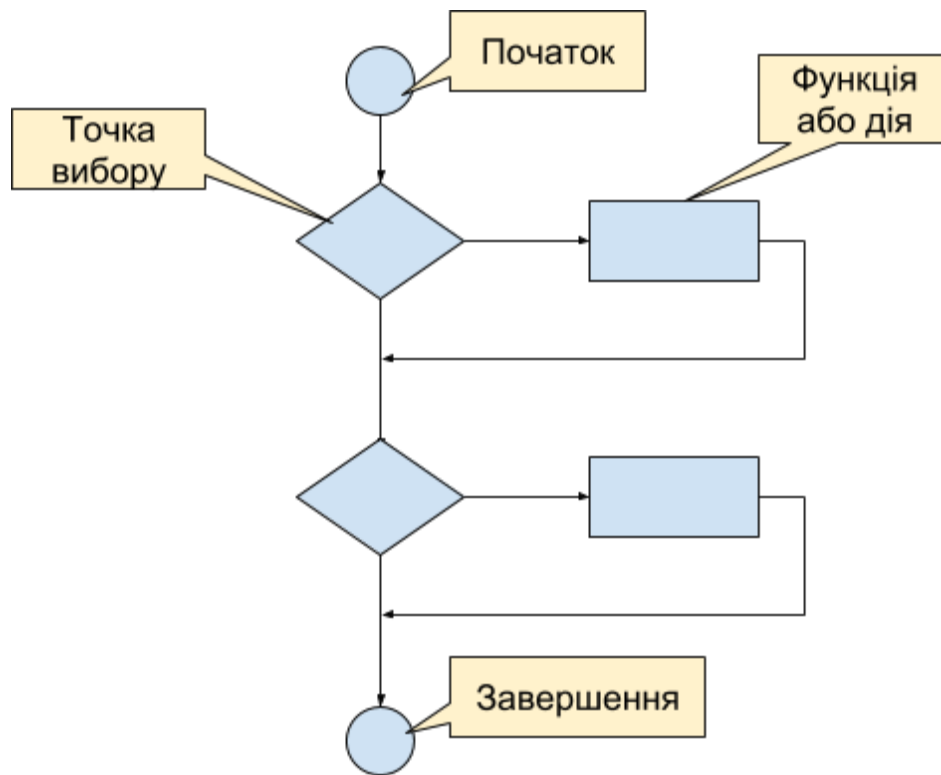 Початок
Функція
або дія
Точка
вибору
Завершення